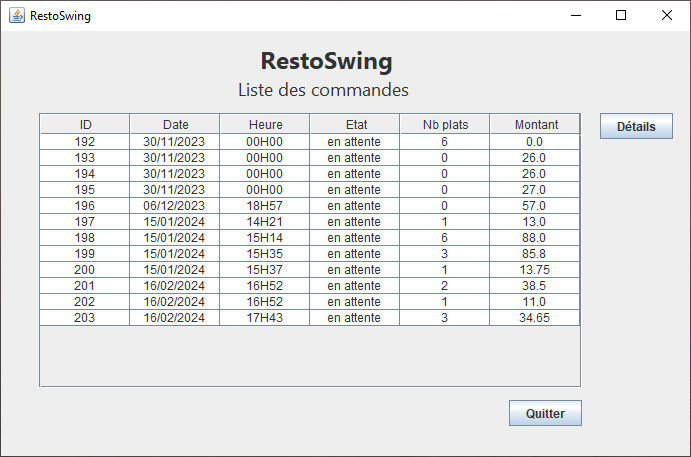 RestoSwing
RestoSwing
Liste des commandes
ID Date Heure Etat Nb plats Montant
192 30/11/2023 00H00 en attente 6 0.0
193 30/11/2023 00H00 en attente 0 26.0
194 30/11/2023 00H00 en attente 0 26.0
195 30/11/2023 00H00 en attente 0 27.0
196 06/12/2023 18H57 en attente 0 57.0
197 15/01/2024 14H21 en attente 1 13.0
198 15/01/2024 15H14 en attente 6 88.0
199 15/01/2024 15H35 en attente 3 85.8
200 15/01/2024 15H37 en attente 1 13.75
201 16/02/2024 16H52 en attente 2 38.5
202 16/02/2024 16H52 en attente 1 11.0
203 16/02/2024 17H43 en attente 3 34.65
Détails
Quitter